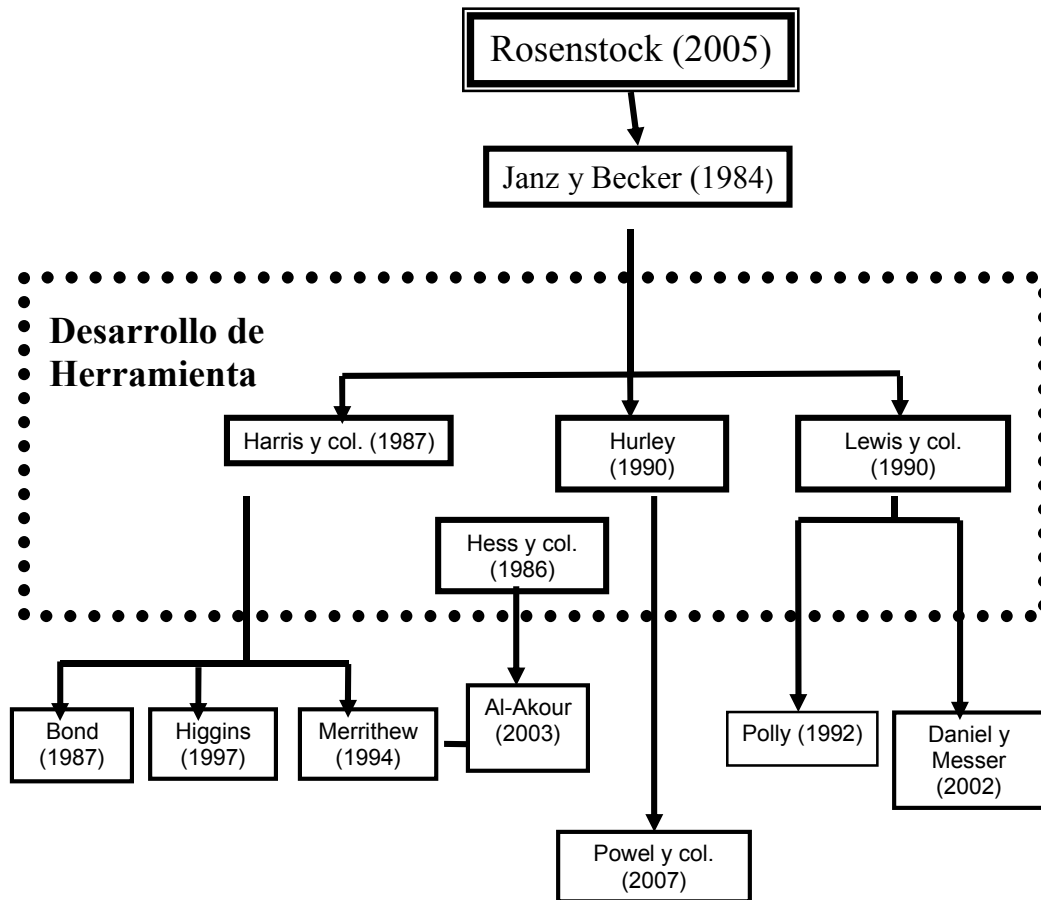 Rosenstock (2005)
Janz y Becker (1984)
Desarrollo de
Herramienta
Harris y col. (1987)
Hurley
(1990)
Lewis y col.
(1990)
Hess y col.
(1986)
Bond
(1987)
Higgins
(1997)
Merrithew
(1994)
Al-Akour
(2003)
Polly (1992)
Daniel y
Messer
(2002)
Powel y col.
(2007)